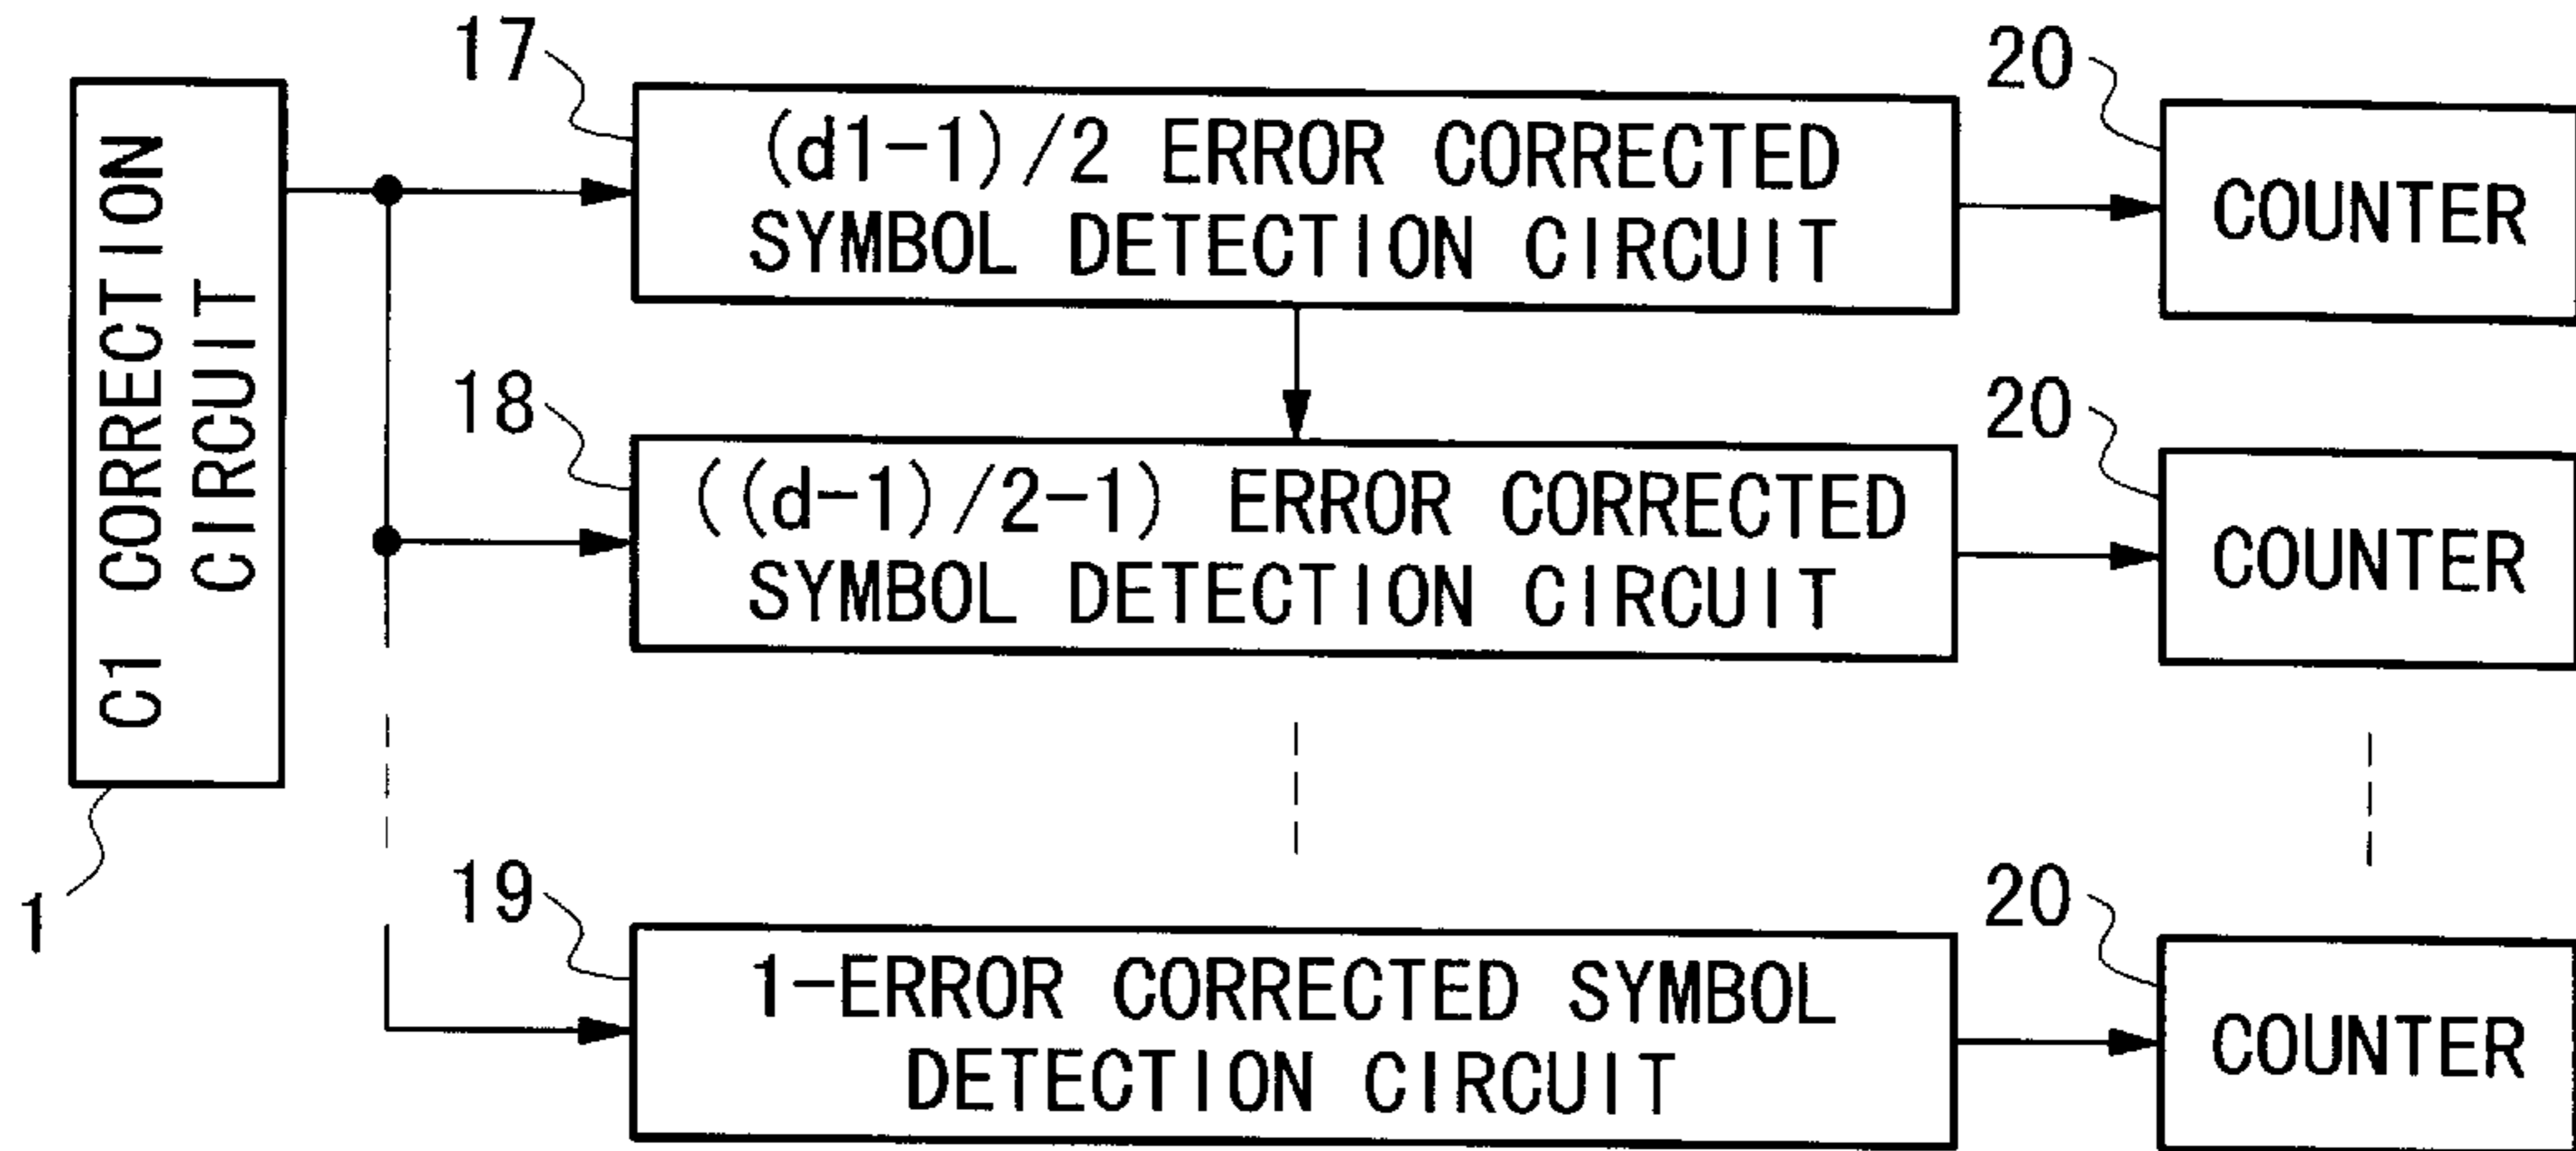 C1 CORRECTION
CIRCUIT
1
17
(d1-1)/2 ERROR CORRECTED
SYMBOL DETECTION CIRCUIT
20
COUNTER
18
((d-1)/2-1) ERROR CORRECTED
SYMBOL DETECTION CIRCUIT
20
COUNTER
19
1-ERROR CORRECTED SYMBOL
DETECTION CIRCUIT
20
COUNTER